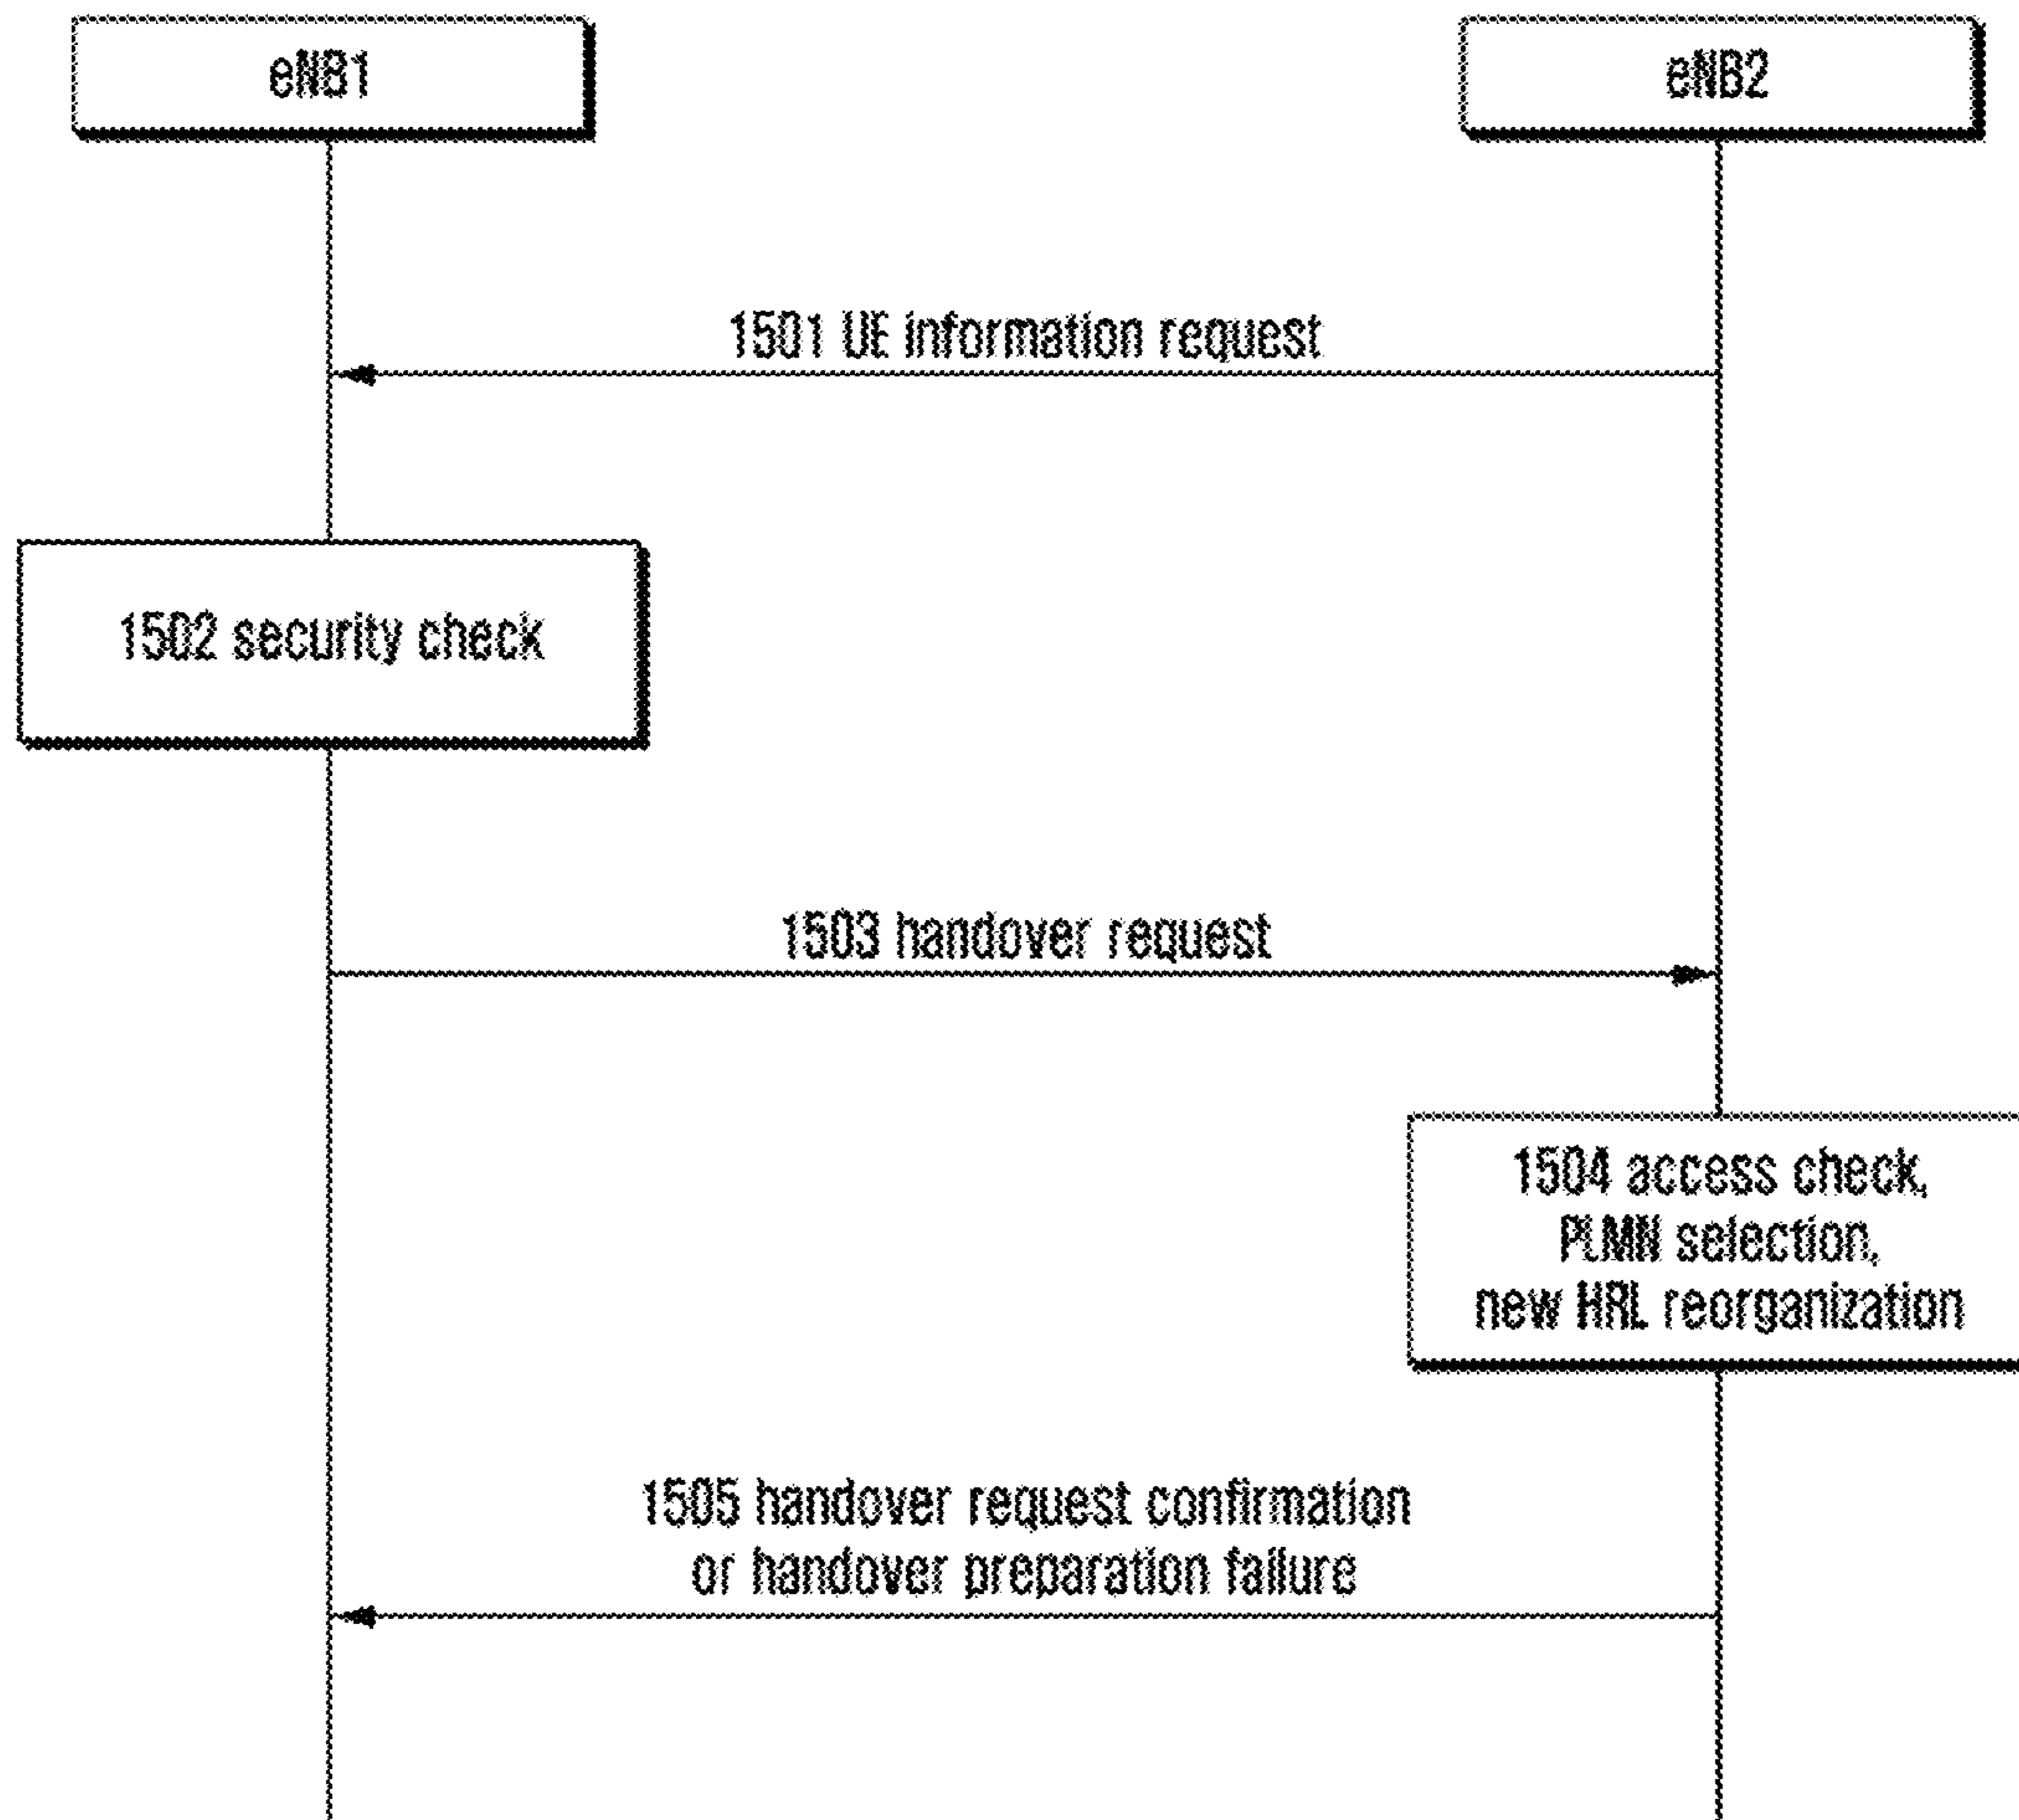 eNB1
eNB2
1501 UE information request
1502 security check
1503 handover request
1504 access check,
PLMN selection,
new HRL reorganization
1505 handover request confirmation
or handover preparation failure